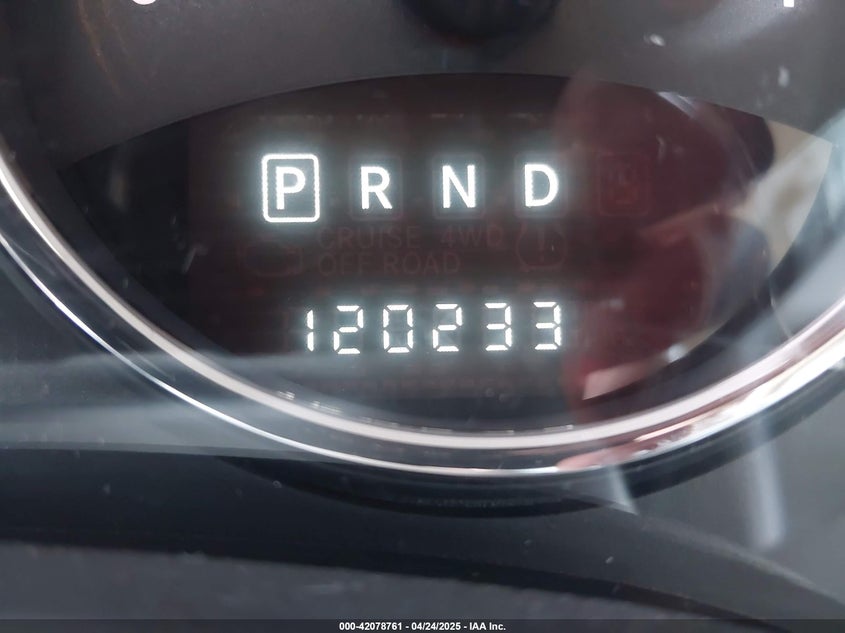 P R N D
CRUISE 4WD
OFF ROAD
120233
000-42078761 - 04/24/2025 - IAA Inc.